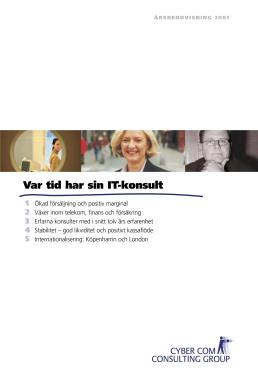 ÅRSREDOVISNING 2001
Var tid har sin IT-konsult
1 Ökad försäljning och positiv marginal
2 Växer inom telekom, finans och försäkring
3 Erfarna konsulter med i snitt tolv års erfarenhet
4 Stabilitet – god likviditet och positivt kassaflöde
5 Internationalisering: Köpenhamn och London
CYBER COM
CONSULTING GROUP